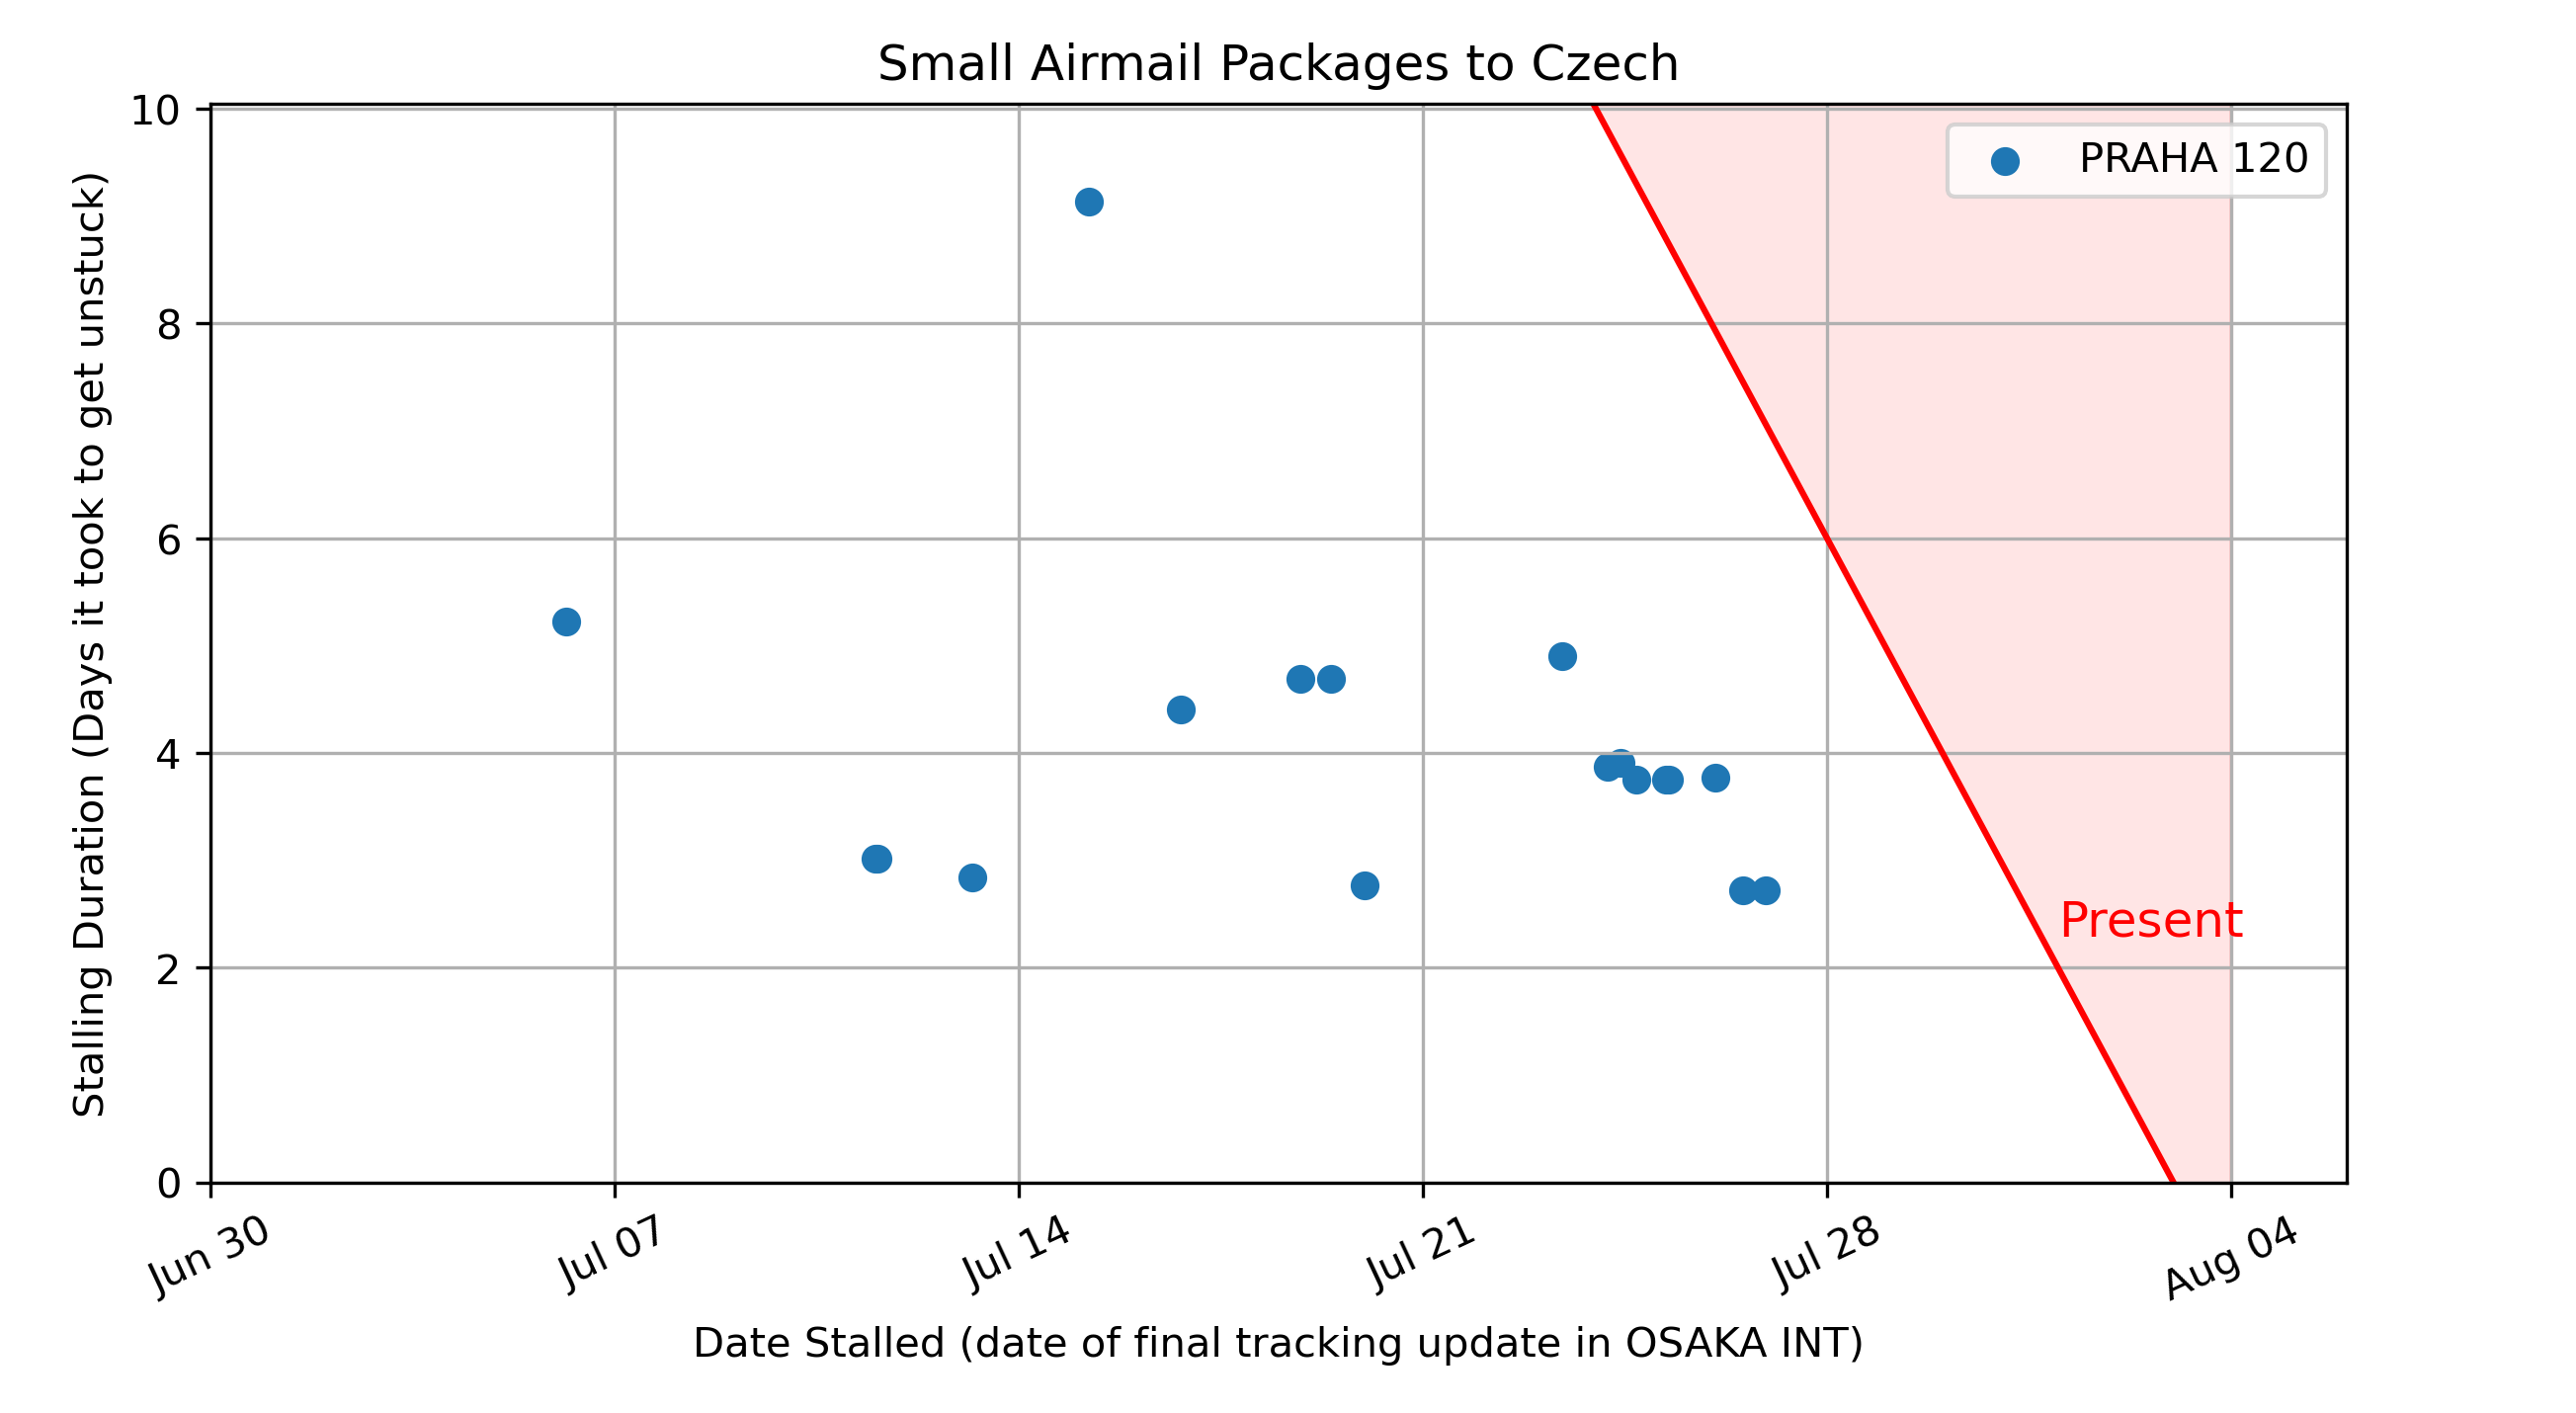 Small Airmail Packages to Czech
PRAHA 120
Stalling Duration (Days it took to get unstuck)
10
8
6
4
2
0
Present
Jun 30
Jul 07
Jul 14
Jul 21
Jul 28
Aug 04
Date Stalled (date of final tracking update in OSAKA INT)